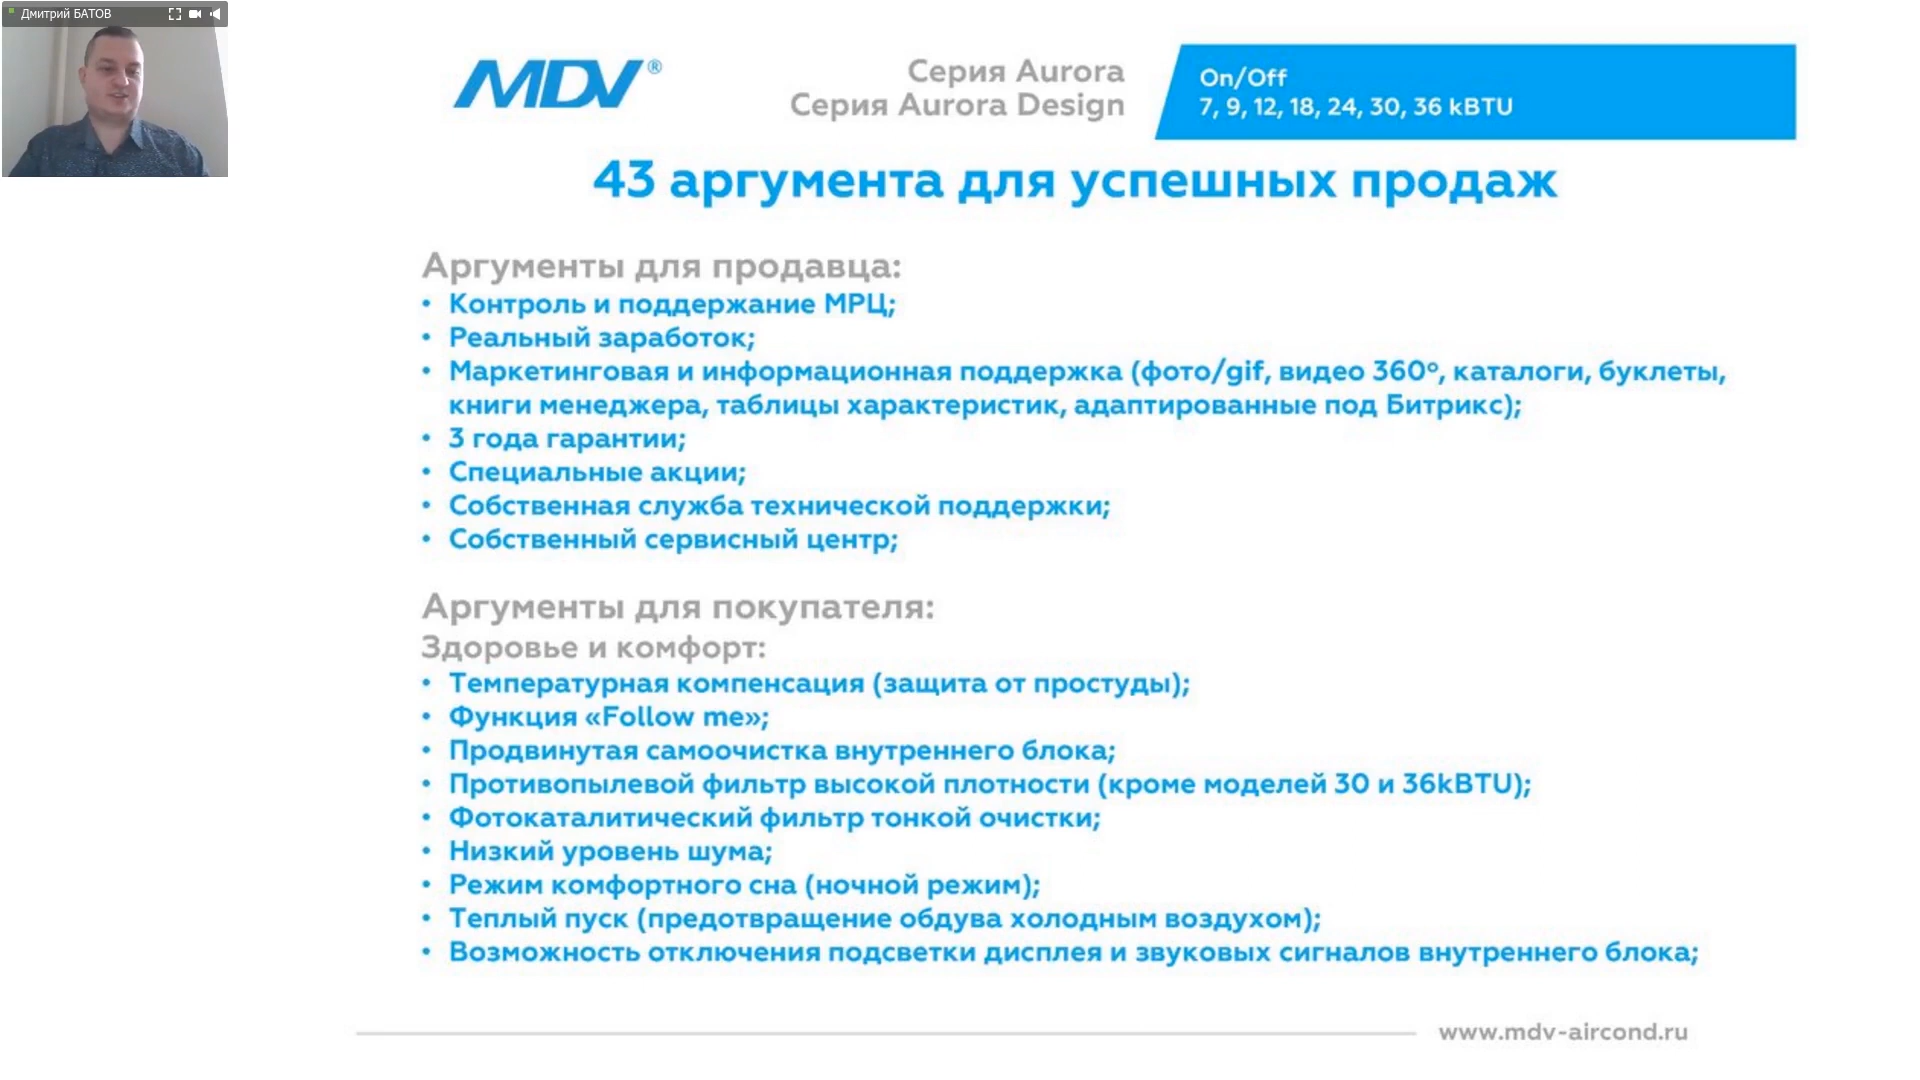 Дмитрий БАТОВ
MDV®
Серия Aurora
Серия Aurora Design
On/Off
7, 9, 12, 18, 24, 30, 36 kBTU
43 аргумента для успешных продаж
Аргументы для продавца:
• Контроль и поддержание МРЦ;
• Реальный заработок;
• Маркетинговая и информационная поддержка (фото/gif, видео 360°, каталоги, буклеты,
книги менеджера, таблицы характеристик, адаптированные под Битрикс);
• 3 года гарантии;
• Специальные акции;
• Собственная служба технической поддержки;
• Собственный сервисный центр;
Аргументы для покупателя:
Здоровье и комфорт:
• Температурная компенсация (защита от простуды);
• Функция «Follow me»;
• Продвинутая самоочистка внутреннего блока;
• Противопылевой фильтр высокой плотности (кроме моделей 30 и 36kBTU);
• Фотокаталитический фильтр тонкой очистки;
• Низкий уровень шума;
• Режим комфортного сна (ночной режим);
• Теплый пуск (предотвращение обдува холодным воздухом);
• Возможность отключения подсветки дисплея и звуковых сигналов внутреннего блока;
www.mdv-aircond.ru